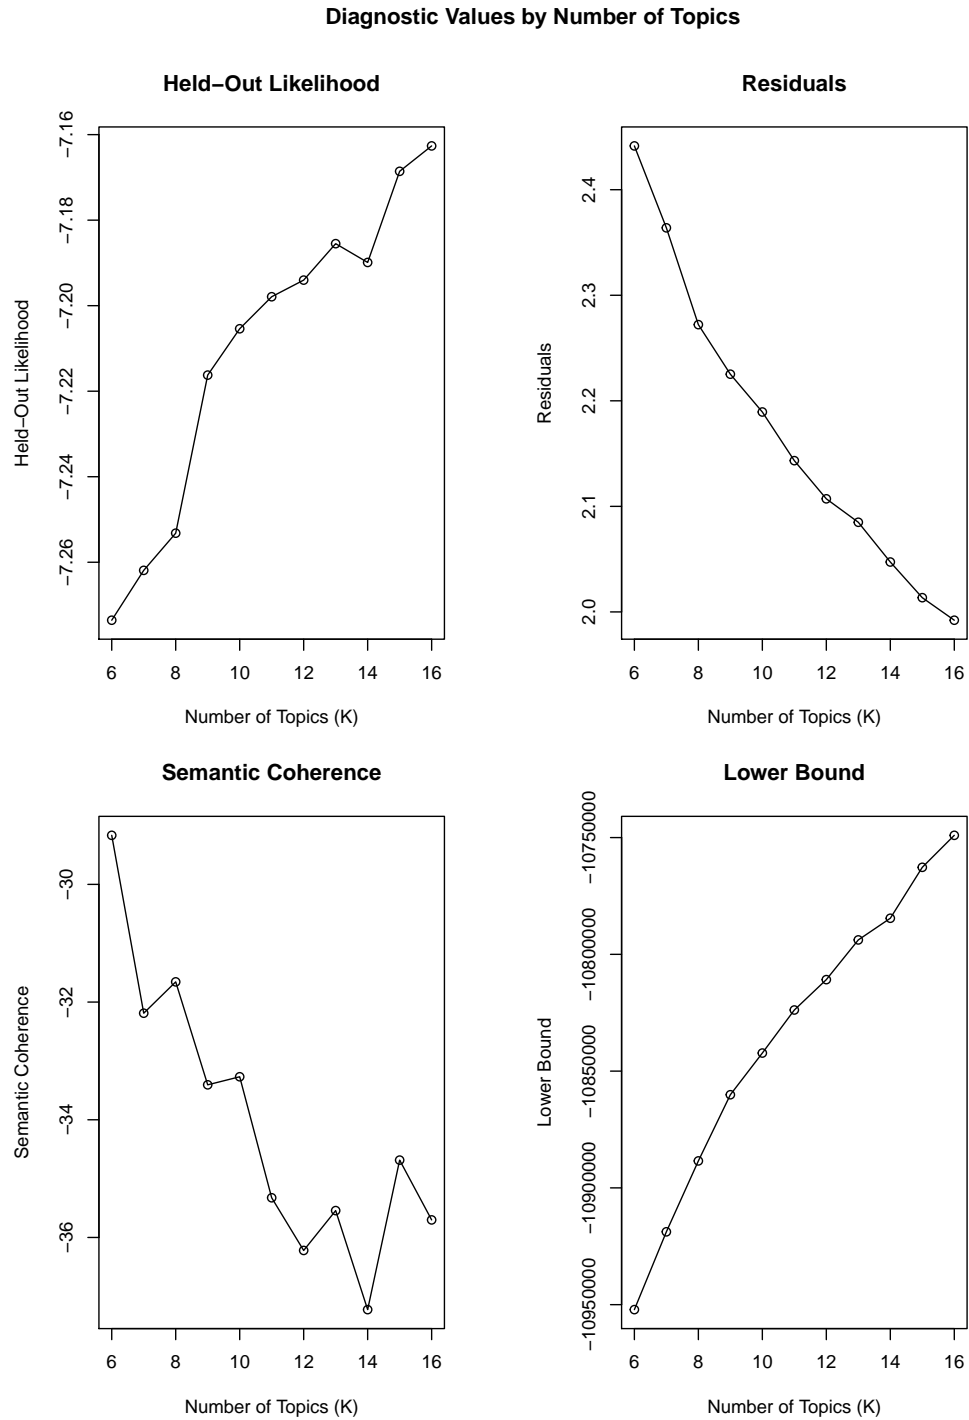 Diagnostic Values by Number of Topics
Held−Out Likelihood
Held−Out Likelihood
−7.16
−7.18
−7.20
−7.22
−7.24
−7.26
6 8 10 12 14 16
Number of Topics (K)
Residuals
Residuals
2.4
2.3
2.2
2.1
2.0
6 8 10 12 14 16
Number of Topics (K)
Semantic Coherence
Semantic Coherence
−30
−32
−34
−36
6 8 10 12 14 16
Number of Topics (K)
Lower Bound
Lower Bound
−10750000
−10800000
−10850000
−10900000
−10950000
6 8 10 12 14 16
Number of Topics (K)